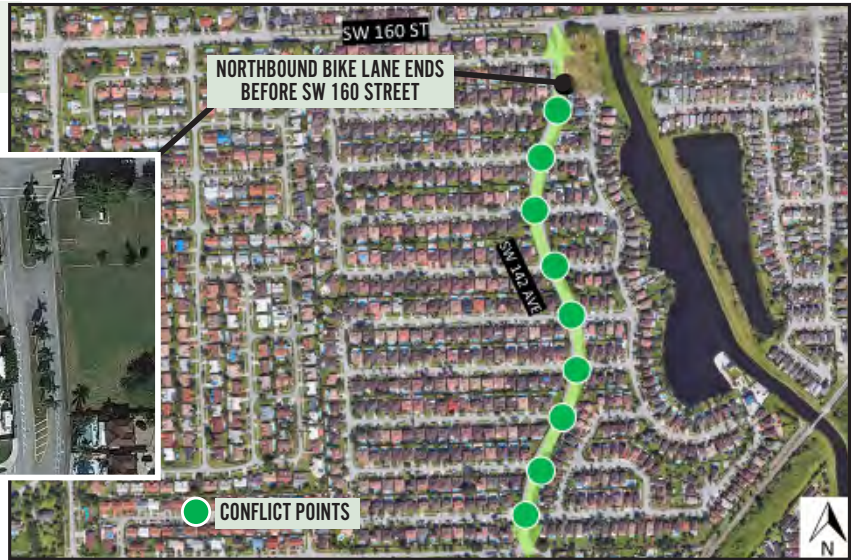 SW 160 ST
NORTHBOUND BIKE LANE ENDS
BEFORE SW 160 STREET
SW 142 AVE
CONFLICT POINTS
N